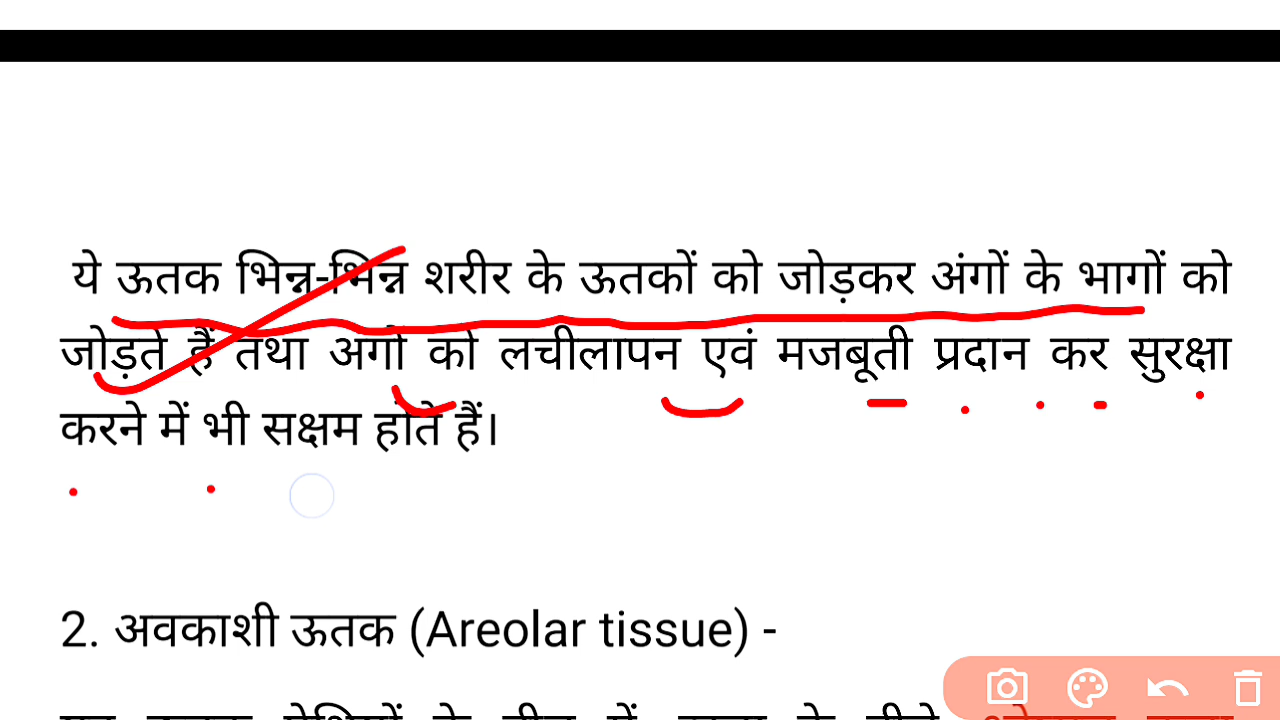 ये ऊतक भिन्न-भिन्न शरीर के ऊतकों को जोड़कर अंगों के भागों को
जोड़ते हैं तथा अंगों को लचीलापन एवं मजबूती प्रदान कर सुरक्षा
करने में भी सक्षम होते हैं।
2. अवकाशी ऊतक (Areolar tissue) -